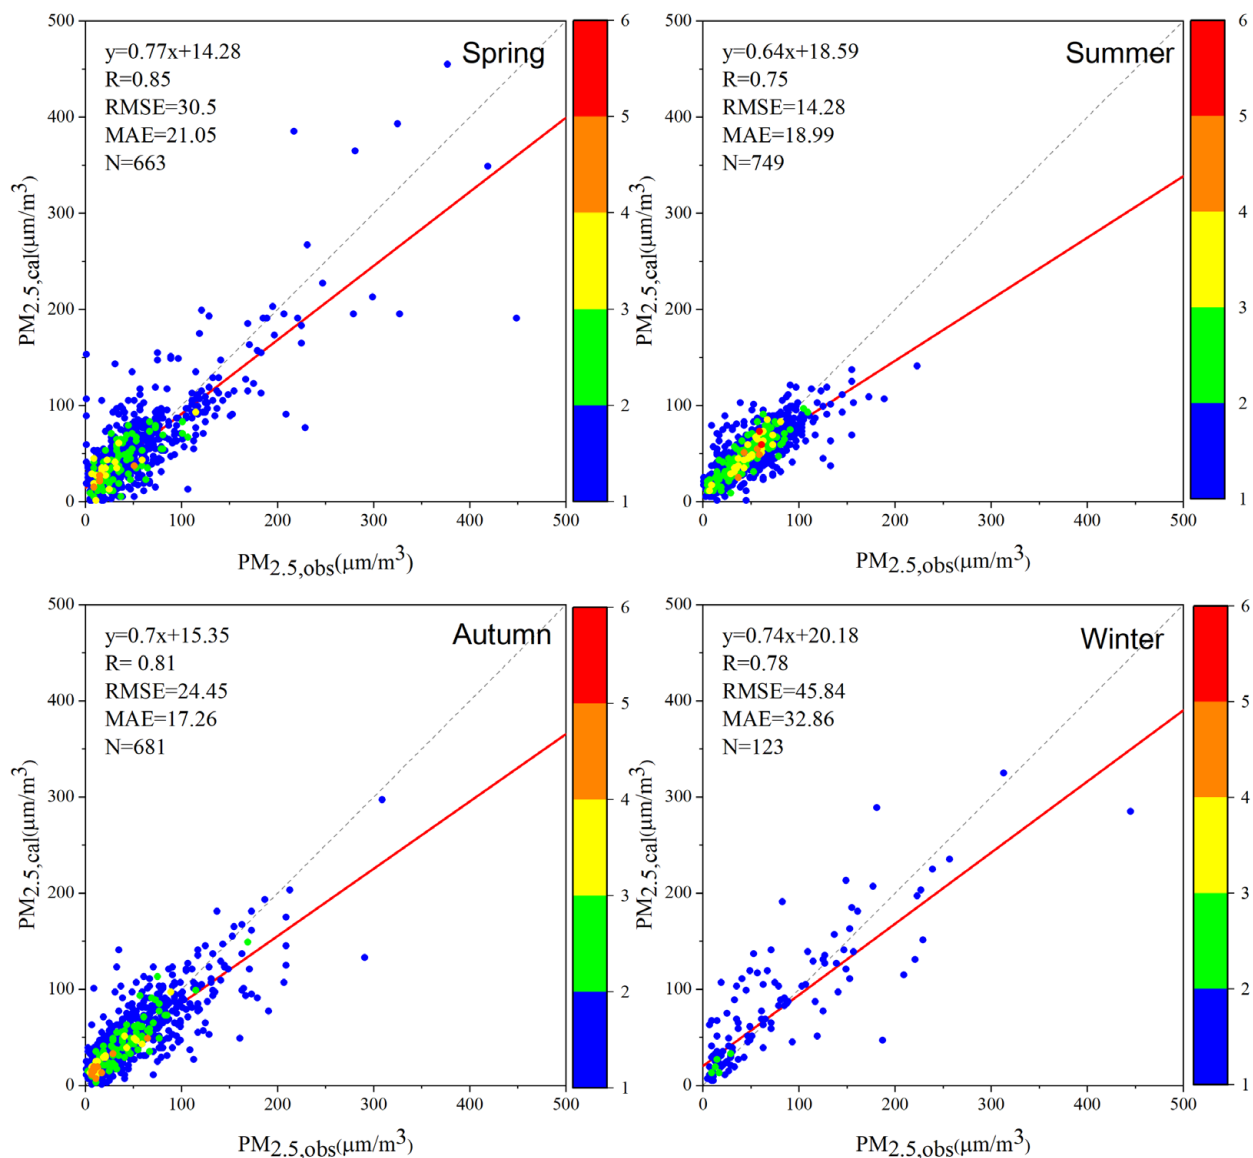 Spring
y=0.77x+14.28
R=0.85
RMSE=30.5
MAE=21.05
N=663
500
400
300
200
100
0
PM2.5,cal(μm/m3)
0 100 200 300 400 500
PM2.5,obs(μm/m3)
6
5
4
3
2
1
Summer
y=0.64x+18.59
R=0.75
RMSE=14.28
MAE=18.99
N=749
500
400
300
200
100
0
PM2.5,cal(μm/m3)
0 100 200 300 400 500
PM2.5,obs(μm/m3)
6
5
4
3
2
1
Autumn
y=0.7x+15.35
R= 0.81
RMSE=24.45
MAE=17.26
N=681
500
400
300
200
100
0
PM2.5,cal(μm/m3)
0 100 200 300 400 500
PM2.5,obs(μm/m3)
6
5
4
3
2
1
Winter
y=0.74x+20.18
R=0.78
RMSE=45.84
MAE=32.86
N=123
500
400
300
200
100
0
PM2.5,cal(μm/m3)
0 100 200 300 400 500
PM2.5,obs(μm/m3)
6
5
4
3
2
1